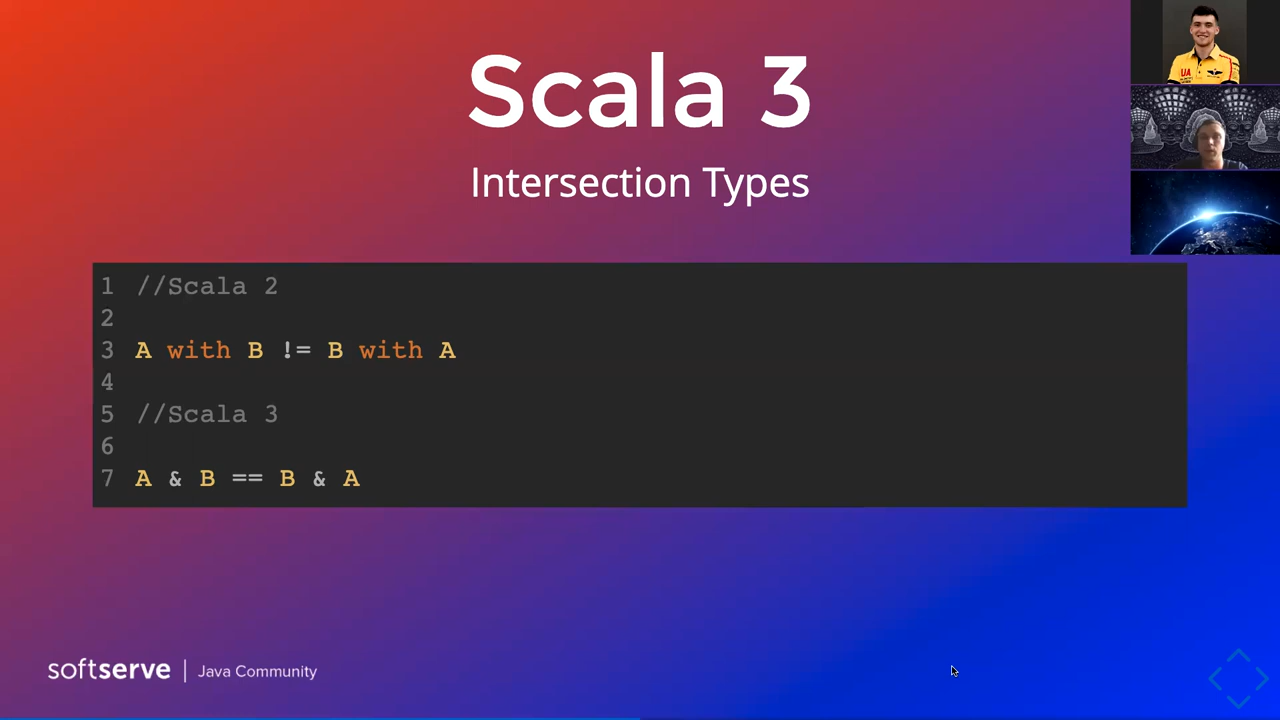 Scala 3
Intersection Types
1 //Scala 2
2
3 A with B != B with A
4
5 //Scala 3
6
7 A & B == B & A
softserve | Java Community
UA